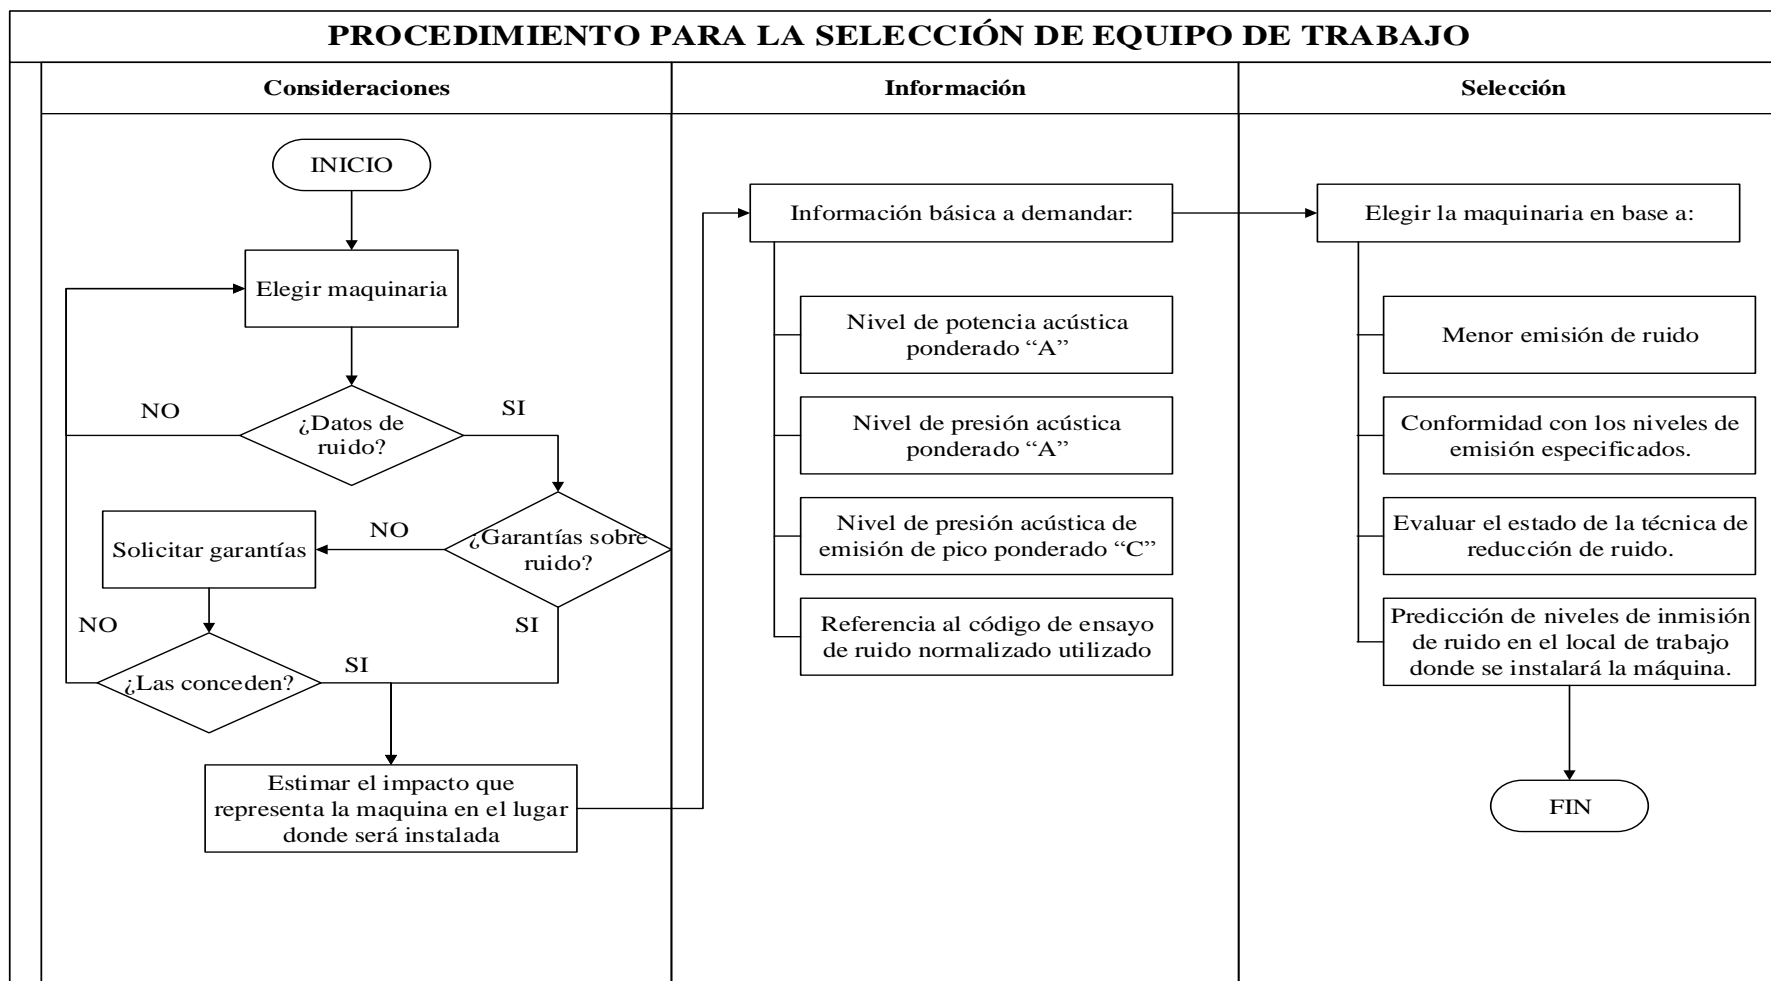 PROCEDIMIENTO PARA LA SELECCIÓN DE EQUIPO DE TRABAJO
Consideraciones
Información
Selección
INICIO
Elegir maquinaria
¿Datos de
ruido?
NO
SI
¿Garantías sobre
ruido?
NO
SI
Solicitar garantías
¿Las conceden?
NO
SI
Estimar el impacto que
representa la maquina en el lugar
donde será instalada
Información básica a demandar:
Nivel de potencia acústica
ponderado “A”
Nivel de presión acústica
ponderado “A”
Nivel de presión acústica de
emisión de pico ponderado “C”
Referencia al código de ensayo
de ruido normalizado utilizado
Elegir la maquinaria en base a:
Menor emisión de ruido
Conformidad con los niveles de
emisión especificados.
Evaluar el estado de la técnica de
reducción de ruido.
Predicción de niveles de inmisión
de ruido en el local de trabajo
donde se instalará la máquina.
FIN